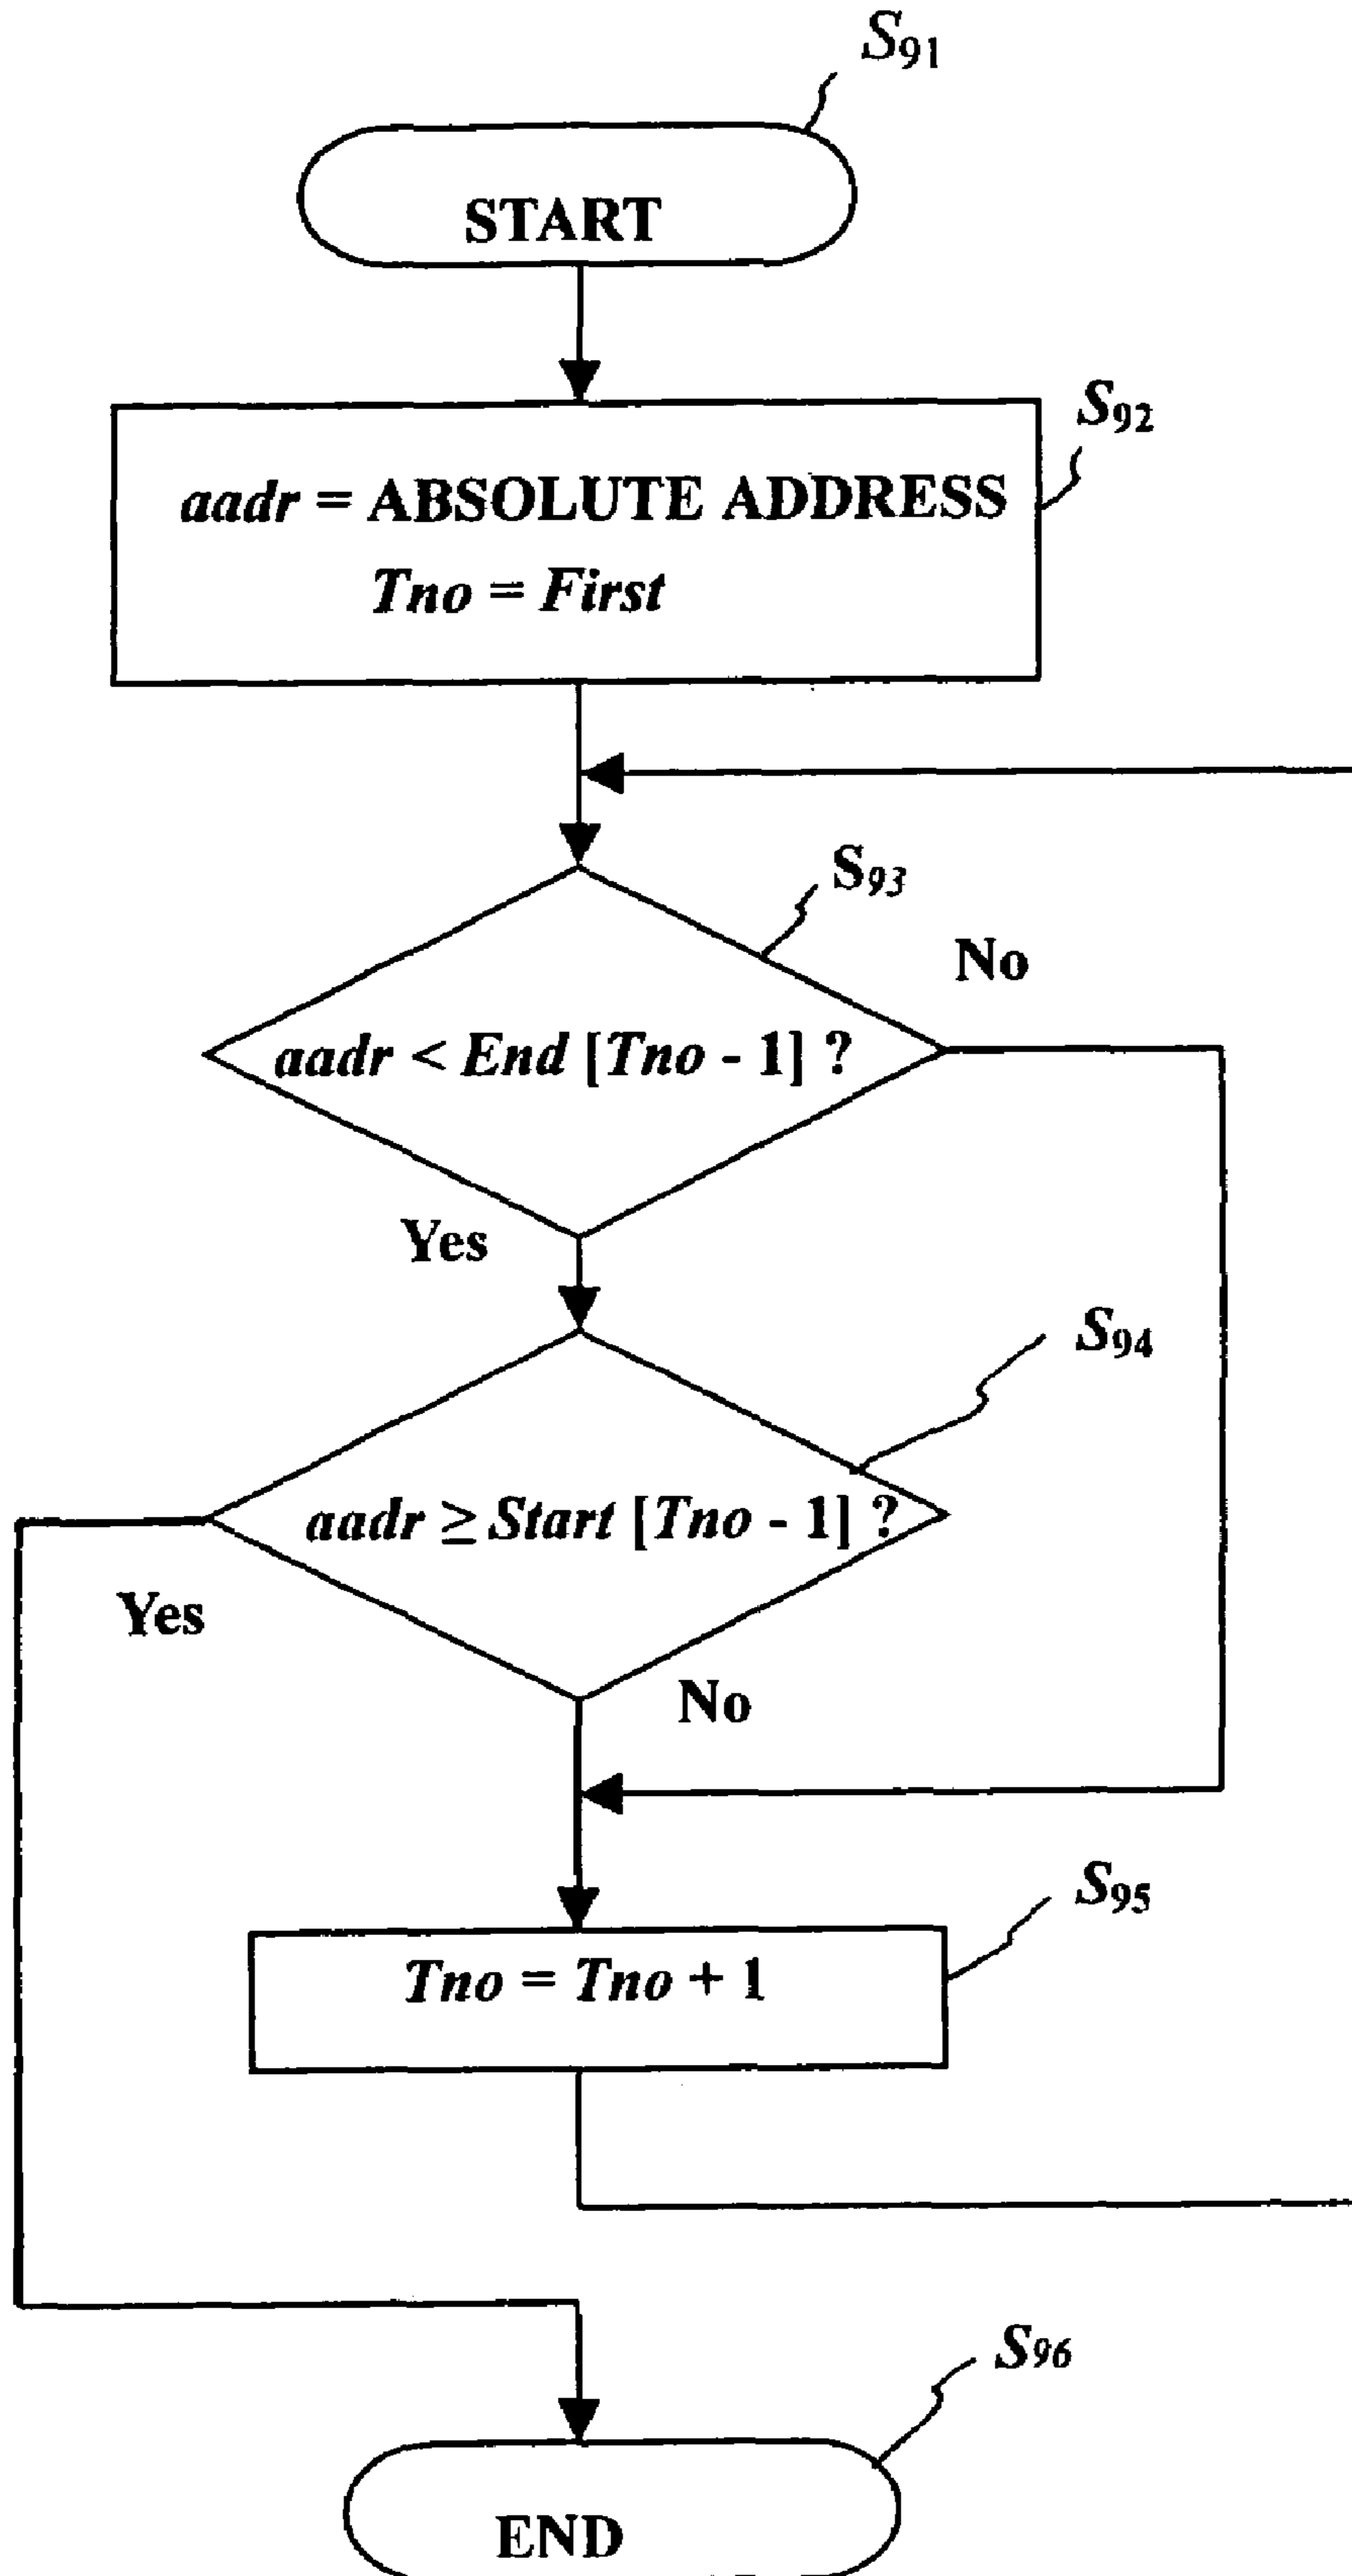 S91
START
S92
aadr = ABSOLUTE ADDRESS
Tno = First
S93
No
aadr < End [Tno - 1] ?
Yes
S94
aadr ≥ Start [Tno - 1] ?
Yes
No
S95
Tno = Tno + 1
S96
END